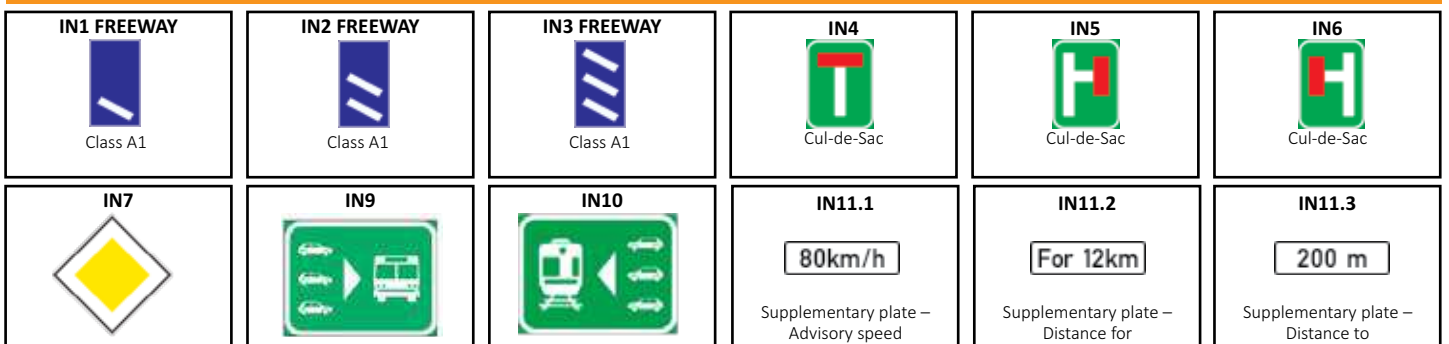 IN1 FREEWAY
Class A1
IN2 FREEWAY
Class A1
IN3 FREEWAY
Class A1
IN4
Cul-de-Sac
IN5
Cul-de-Sac
IN6
Cul-de-Sac
IN7
IN9
IN10
IN11.1
80km/h
Supplementary plate –
Advisory speed
IN11.2
For 12km
Supplementary plate –
Distance for
IN11.3
200 m
Supplementary plate –
Distance to